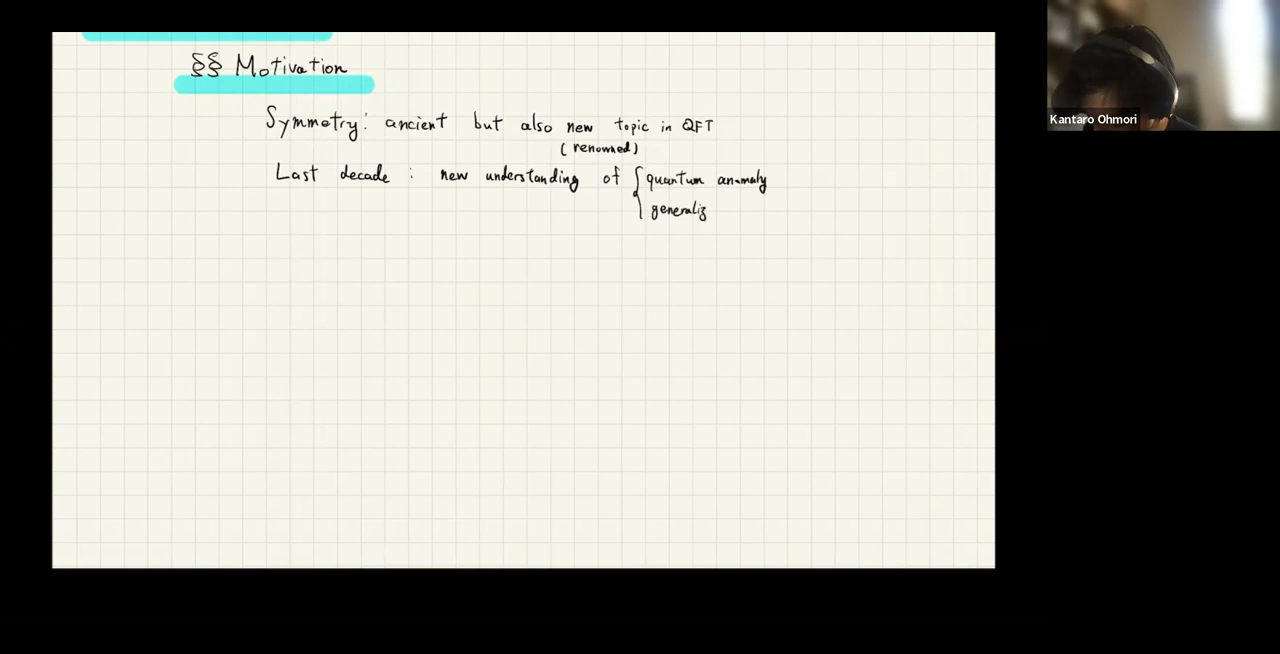 §§ Motivation
Symmetry: ancient but also new topic in QFT
(renowned)
Last decade : new understanding of { quantum anomaly
generaliz
Kantaro Ohmori